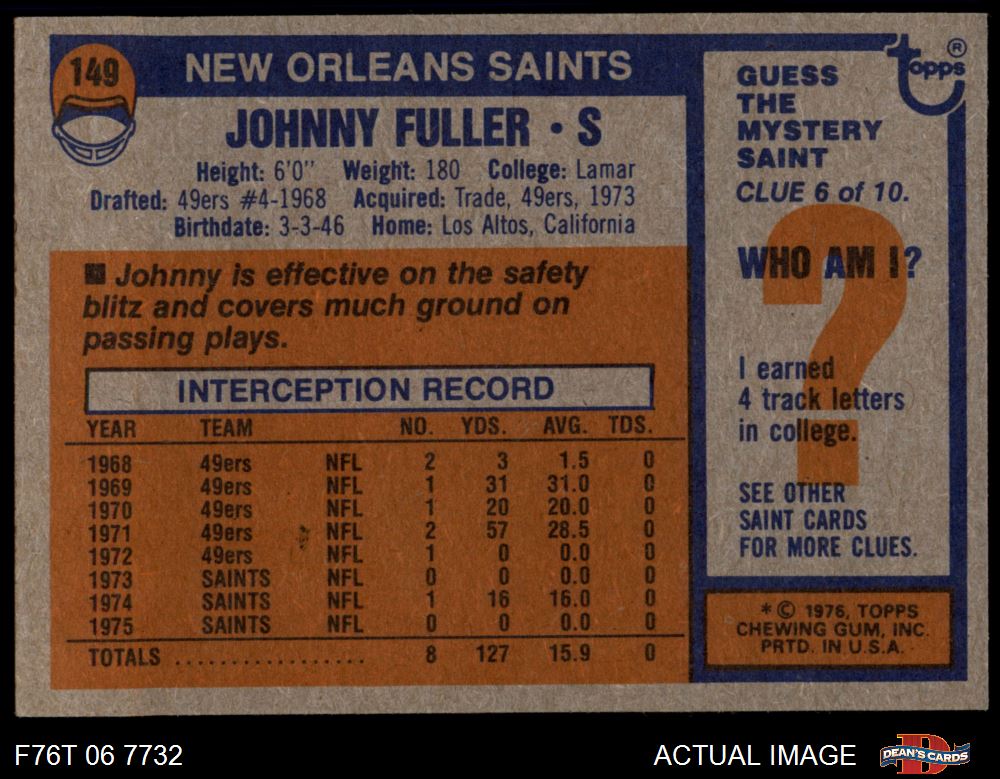 149
NEW ORLEANS SAINTS
JOHNNY FULLER • S
Height: 6'0" Weight: 180 College: Lamar
Drafted: 49ers #4-1968 Acquired: Trade, 49ers, 1973
Birthdate: 3-3-46 Home: Los Altos, California
■ Johnny is effective on the safety
blitz and covers much ground on
passing plays.
INTERCEPTION RECORD
YEAR TEAM NO. YDS. AVG. TDS.
1968 49ers NFL 2 3 1.5 0
1969 49ers NFL 1 31 31.0 0
1970 49ers NFL 1 20 20.0 0
1971 49ers NFL 2 57 28.5 0
1972 49ers NFL 1 0 0.0 0
1973 SAINTS NFL 0 0 0.0 0
1974 SAINTS NFL 1 16 16.0 0
1975 SAINTS NFL 0 0 0.0 0
TOTALS .................. 8 127 15.9 0
topps ®
GUESS
THE
MYSTERY
SAINT
CLUE 6 of 10.
?
WHO AM I?
I earned
4 track letters
in college.
SEE OTHER
SAINT CARDS
FOR MORE CLUES.
* © 1976, TOPPS
CHEWING GUM, INC.
PRTD. IN U.S.A.
F76T 06 7732
ACTUAL IMAGE
D
DEAN'S CARDS